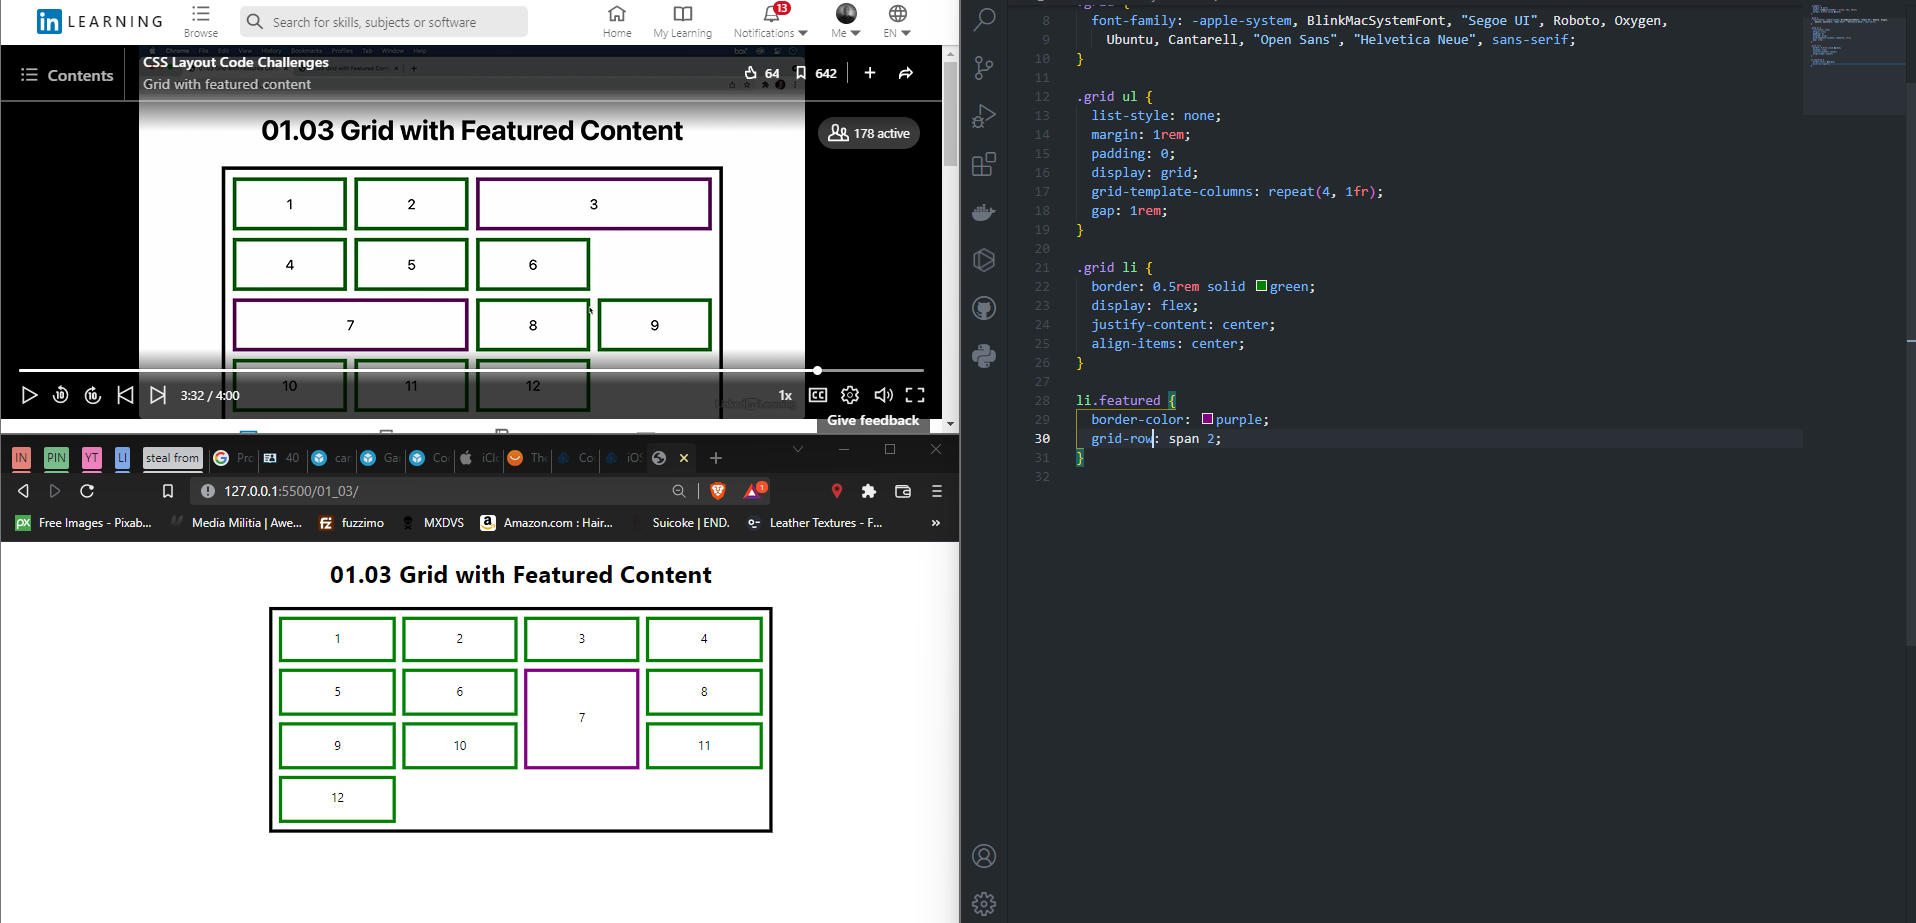 in LEARNING
Browse
Search for skills, subjects or software
Home
My Learning
13
Notifications
Me
EN
Contents
CSS Layout Code Challenges
Grid with featured content
64
642
178 active
01.03 Grid with Featured Content
1
2
3
4
5
6
7
8
9
10
11
12
10
10
3:32 / 4:00
1x
CC
Give feedback
IN
PIN
YT
LI
steal from
Prc
40
car
Ga
Co
iClo
The
Co
iOS
127.0.0.1:5500/01_03/
1
px Free Images - Pixab...
Media Militia | Awe...
fuzzimo
MXDVS
Amazon.com : Hair...
Suicoke | END.
Leather Textures - F...
»
01.03 Grid with Featured Content
1
2
3
4
5
6
7
8
9
10
11
12
8 font-family: -apple-system, BlinkMacSystemFont, "Segoe UI", Roboto, Oxygen,
9 Ubuntu, Cantarell, "Open Sans", "Helvetica Neue", sans-serif;
10 }
11
12 .grid ul {
13 list-style: none;
14 margin: 1rem;
15 padding: 0;
16 display: grid;
17 grid-template-columns: repeat(4, 1fr);
18 gap: 1rem;
19 }
20
21 .grid li {
22 border: 0.5rem solid green;
23 display: flex;
24 justify-content: center;
25 align-items: center;
26 }
27
28 li.featured {
29 border-color: purple;
30 grid-row: span 2;
31 }
32